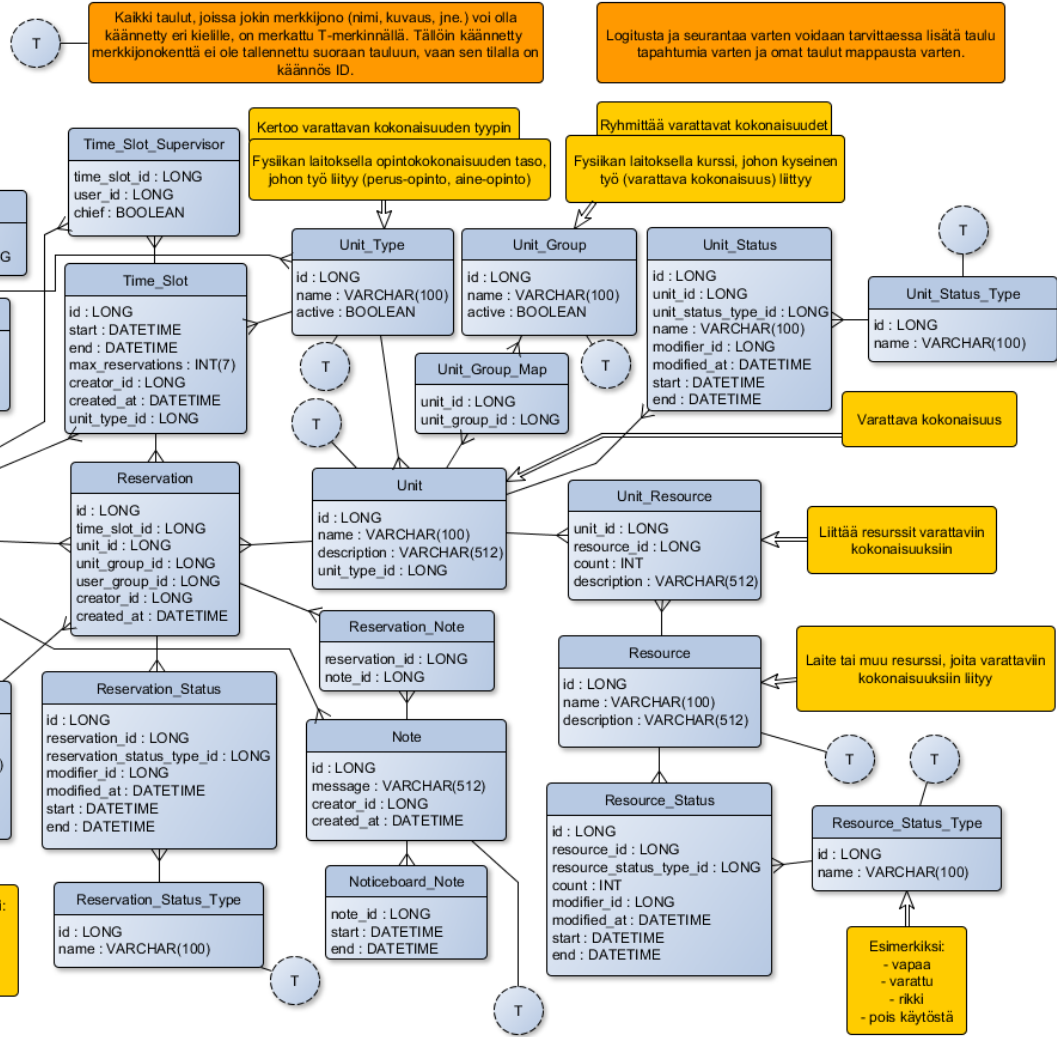 T
Kaikki taulut, joissa jokin merkkijono (nimi, kuvaus, jne.) voi olla
käännetty eri kielille, on merkattu T-merkinnällä. Tällöin käännetty
merkkijonokenttä ei ole tallennettu suoraan tauluun, vaan sen tilalla on
käännös ID.
Logitusta ja seurantaa varten voidaan tarvittaessa lisätä taulu
tapahtumia varten ja omat taulut mappausta varten.
Kertoo varattavan kokonaisuuden tyypin
Fysiikan laitoksella opintokokonaisuuden taso,
johon työ liityy (perus-opinto, aine-opinto)
Ryhmittää varattavat kokonaisuudet
Fysiikan laitoksella kurssi, johon kyseinen
työ (varattava kokonaisuus) liittyy
Time_Slot_Supervisor
time_slot_id : LONG
user_id : LONG
chief : BOOLEAN
G
Time_Slot
id : LONG
start : DATETIME
end : DATETIME
max_reservations : INT(7)
creator_id : LONG
created_at : DATETIME
unit_type_id : LONG
Unit_Type
id : LONG
name : VARCHAR(100)
active : BOOLEAN
T
Unit_Group
id : LONG
name : VARCHAR(100)
active : BOOLEAN
T
Unit_Status
id : LONG
unit_id : LONG
unit_status_type_id : LONG
name : VARCHAR(100)
modifier_id : LONG
modified_at : DATETIME
start : DATETIME
end : DATETIME
T
Unit_Status_Type
id : LONG
name : VARCHAR(100)
Unit_Group_Map
unit_id : LONG
unit_group_id : LONG
T
Varattava kokonaisuus
Reservation
id : LONG
time_slot_id : LONG
unit_id : LONG
unit_group_id : LONG
user_group_id : LONG
creator_id : LONG
created_at : DATETIME
Unit
id : LONG
name : VARCHAR(100)
description : VARCHAR(512)
unit_type_id : LONG
Unit_Resource
unit_id : LONG
resource_id : LONG
count : INT
description : VARCHAR(512)
Liittää resurssit varattaviin
kokonaisuuksiin
Reservation_Note
reservation_id : LONG
note_id : LONG
Resource
id : LONG
name : VARCHAR(100)
description : VARCHAR(512)
Laite tai muu resurssi, joita varattaviin
kokonaisuuksiin liityy
T
T
Reservation_Status
id : LONG
reservation_id : LONG
reservation_status_type_id : LONG
modifier_id : LONG
modified_at : DATETIME
start : DATETIME
end : DATETIME
)
Note
id : LONG
message : VARCHAR(512)
creator_id : LONG
created_at : DATETIME
Resource_Status
id : LONG
resource_id : LONG
resource_status_type_id : LONG
count : INT
modifier_id : LONG
modified_at : DATETIME
start : DATETIME
end : DATETIME
Resource_Status_Type
id : LONG
name : VARCHAR(100)
Reservation_Status_Type
id : LONG
name : VARCHAR(100)
T
Noticeboard_Note
note_id : LONG
start : DATETIME
end : DATETIME
T
i:
Esimerkiksi:
- vapaa
- varattu
- rikki
- pois käytöstä